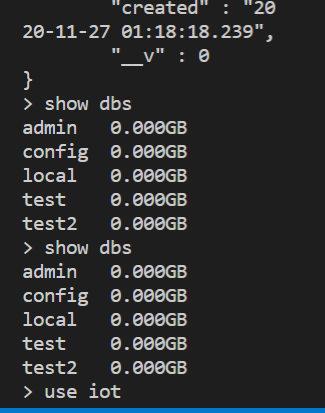 "created" : "20
20-11-27 01:18:18.239",
"__v" : 0
}
> show dbs
admin   0.000GB
config  0.000GB
local   0.000GB
test    0.000GB
test2   0.000GB
> show dbs
admin   0.000GB
config  0.000GB
local   0.000GB
test    0.000GB
test2   0.000GB
> use iot